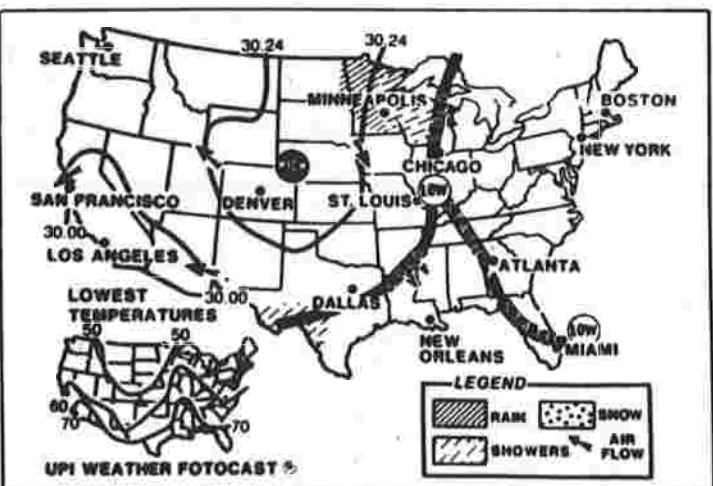 30.24
30.24
SEATTLE
MINNEAPOLIS
BOSTON
NEW YORK
CHICAGO
LOW
SAN FRANCISCO
DENVER
ST. LOUIS
30.00
LOS ANGELES
ATLANTA
30.00
DALLAS
LOWEST
TEMPERATURES
50
50
LOW
MIAMI
NEW
ORLEANS
LEGEND
RAIN
SNOW
SHOWERS
AIR
FLOW
60
70
70
UPI WEATHER FOTOCAST